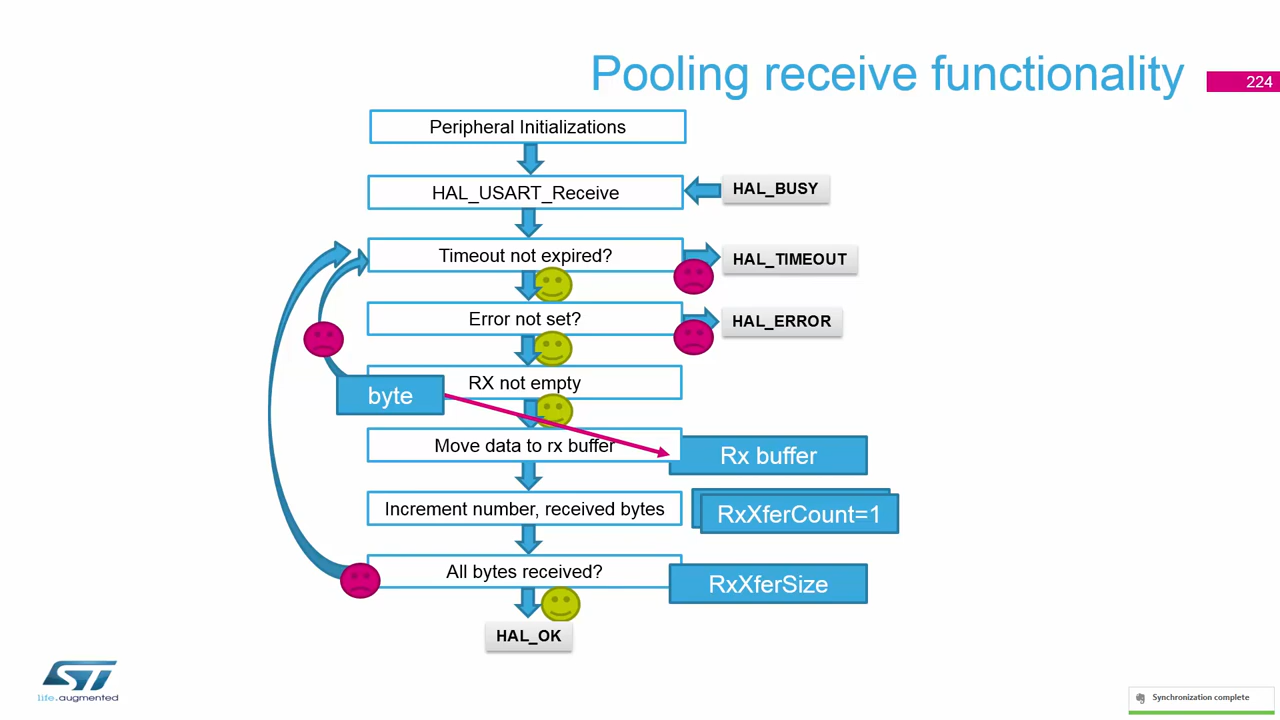 Pooling receive functionality
224
Peripheral Initializations
HAL_USART_Receive
HAL_BUSY
Timeout not expired?
HAL_TIMEOUT
Error not set?
HAL_ERROR
RX not empty
byte
Move data to rx buffer
Rx buffer
Increment number, received bytes
RxXferCount=1
All bytes received?
RxXferSize
HAL_OK
ST
life.augmented
Synchronization complete